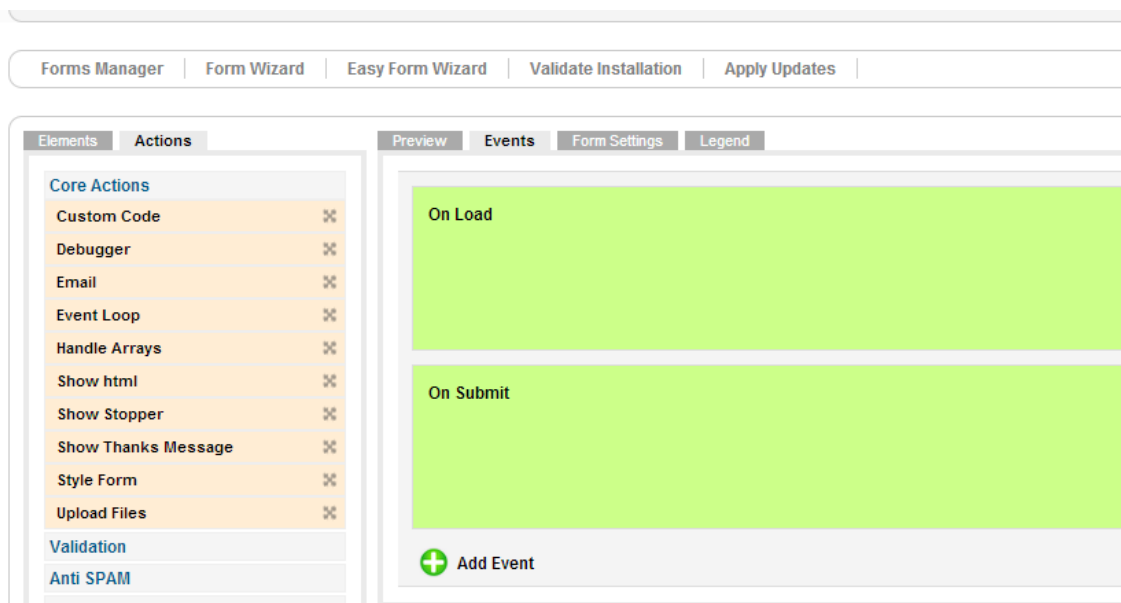 Forms Manager Form Wizard Easy Form Wizard Validate Installation Apply Updates
Elements Actions
Preview Events Form Settings Legend
Core Actions
Custom Code
Debugger
Email
Event Loop
Handle Arrays
Show html
Show Stopper
Show Thanks Message
Style Form
Upload Files
Validation
Anti SPAM
On Load
On Submit
Add Event